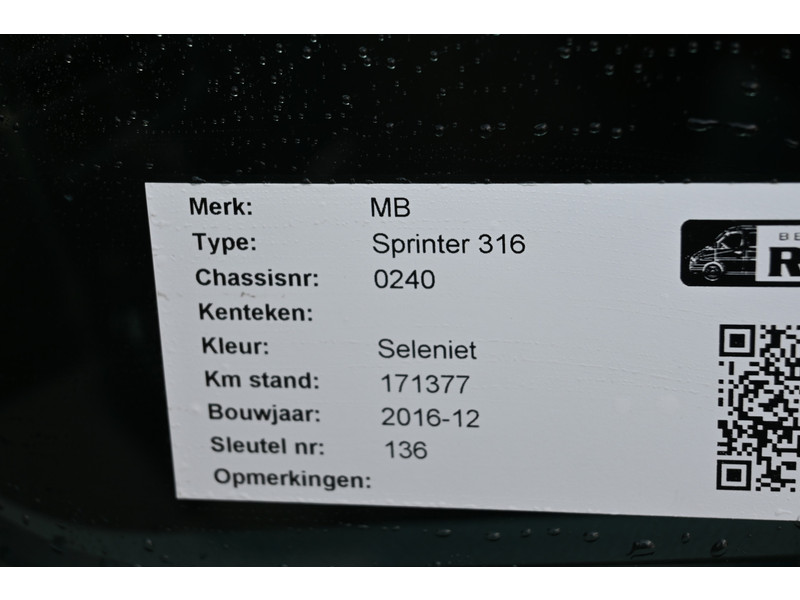 Merk: MB
Type: Sprinter 316
Chassisnr: 0240
Kenteken:
Kleur: Seleniet
Km stand: 171377
Bouwjaar: 2016-12
Sleutel nr: 136
Opmerkingen:
BE
R